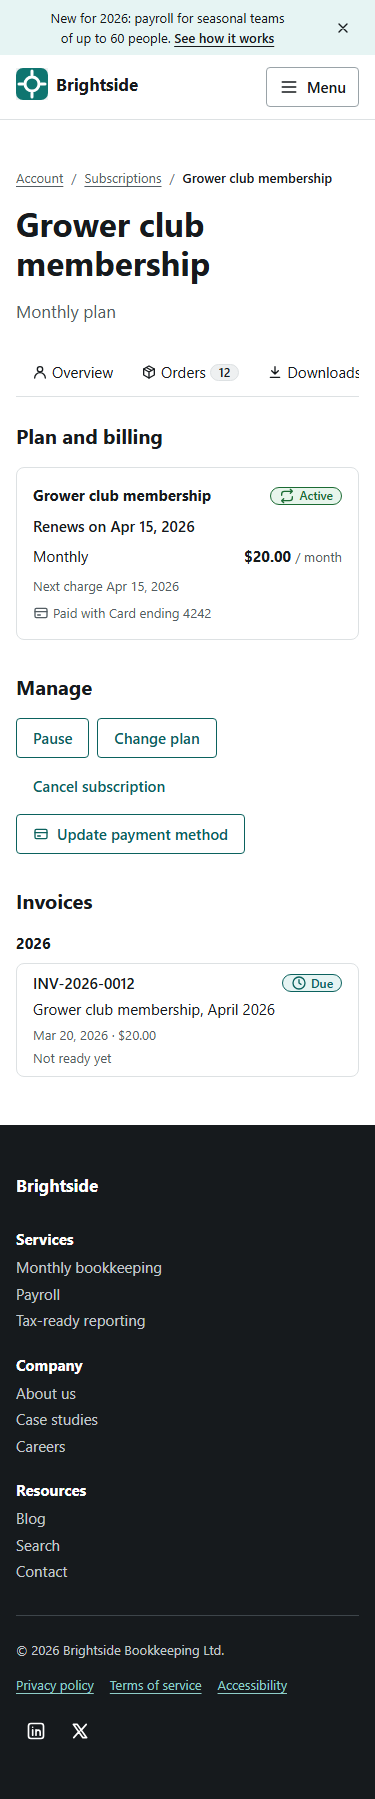 New for 2026: payroll for seasonal teams
of up to 60 people. See how it works
Brightside
Menu
Account / Subscriptions / Grower club membership
Grower club
membership
Monthly plan
Overview
Orders 12
Downloads
Plan and billing
Grower club membership
Active
Renews on Apr 15, 2026
Monthly
$20.00 / month
Next charge Apr 15, 2026
Paid with Card ending 4242
Manage
Pause
Change plan
Cancel subscription
Update payment method
Invoices
2026
INV-2026-0012
Due
Grower club membership, April 2026
Mar 20, 2026 · $20.00
Not ready yet
Brightside
Services
Monthly bookkeeping
Payroll
Tax-ready reporting
Company
About us
Case studies
Careers
Resources
Blog
Search
Contact
© 2026 Brightside Bookkeeping Ltd.
Privacy policy
Terms of service
Accessibility